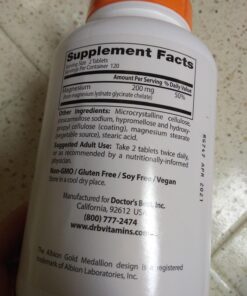 Supplement Facts
Serving Size 2 Tablets
Servings Per Container 120
Amount Per Serving % Daily Value
Magnesium 200 mg 50%
(from magnesium lysinate glycinate chelate)
Other Ingredients: Microcrystalline cellulose,
croscarmellose sodium, hypromellose and hydroxy-
propyl cellulose (coating), magnesium stearate
stearic acid.
Suggested Adult Use: Take 2 tablets twice daily,
or as recommended by a nutritionally-informed
physician.
Non-GMO / Gluten Free / Soy Free / Vegan
Store in a cool dry place.
Manufactured for Doctor's Best, Inc.
California, 92612 USA
(800) 777-2474
www.drbvitamins.com
The Albion Gold Medallion design is a registered
trademark of Albion Laboratories, Inc.
APR 2021